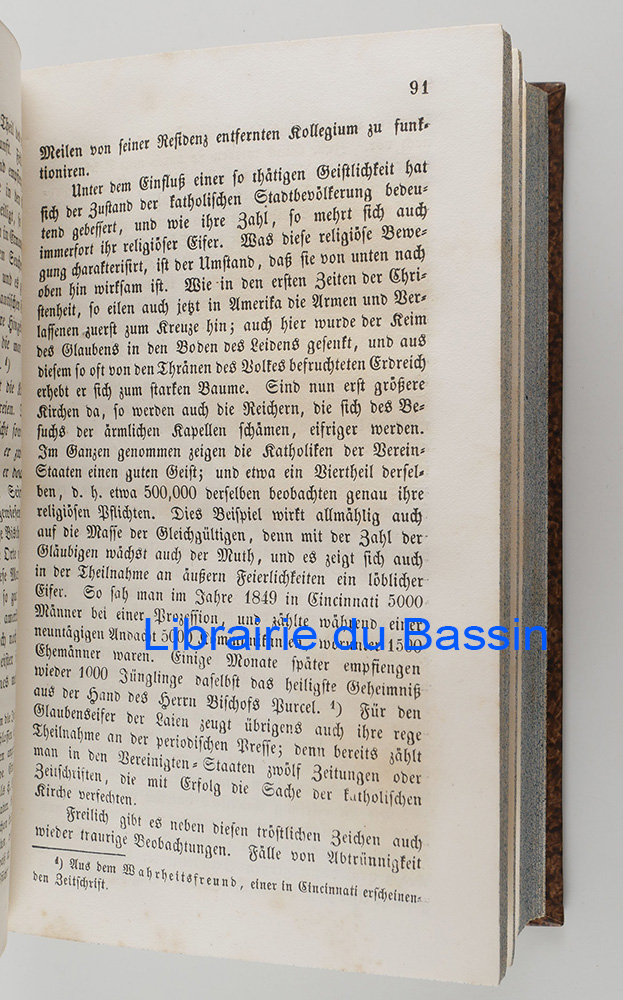 91
Meilen von seiner Residenz entfernten Kollegium zu funk-
tioniren.
Unter dem Einfluß einer so thätigen Geistlichkeit hat
sich der Zustand der katholischen Stadtbevölkerung bedeu-
tend gebessert, und wie ihre Zahl, so mehrt sich auch
immerfort ihr religiöser Eifer. Was diese religiöse Bewe-
gung charakterisirt, ist der Umstand, daß sie von unten nach
oben hin wirksam ist. Wie in den ersten Zeiten der Chri-
stenheit, so eilen auch jetzt in Amerika die Armen und Ver-
lassenen zuerst zum Kreuze hin; auch hier wurde der Keim
des Glaubens in den Boden des Leidens gesenkt, und aus
diesem so oft von den Thränen des Volkes befruchteten Erdreich
erhebt er sich zum starken Baume. Sind nun erst größere
Kirchen da, so werden auch die Reichern, die sich des Be-
suchs der ärmlichen Kapellen schämen, eifriger werden.
Im Ganzen genommen zeigen die Katholiken der Verein-
Staaten einen guten Geist; und etwa ein Viertheil dersel-
ben, d. h. etwa 500,000 derselben beobachten genau ihre
religiösen Pflichten. Dies Beispiel wirkt allmählig auch
auf die Masse der Gleichgültigen, denn mit der Zahl der
Gläubigen wächst auch der Muth, und es zeigt sich auch
in der Theilnahme an äußern Feierlichkeiten ein löblicher
Eifer. So sah man im Jahre 1849 in Cincinnati 5000
Männer bei einer Prozession, und zählte während einer
neuntägigen Andacht 5000 Kommunikanten, worunter 1500
Librairie du Bassin
Ehemänner waren. Einige Monate später empfiengen
wieder 1000 Jünglinge daselbst das heiligste Geheimniß
aus der Hand des Herrn Bischofs Purcel. ¹) Für den
Glaubenseifer der Laien zeugt übrigens auch ihre rege
Theilnahme an der periodischen Presse; denn bereits zählt
man in den Vereinigten-Staaten zwölf Zeitungen oder
Zeitschriften, die mit Erfolg die Sache der katholischen
Kirche verfechten.
Freilich gibt es neben diesen tröstlichen Zeichen auch
wieder traurige Beobachtungen. Fälle von Abtrünnigkeit
¹) Aus dem Wahrheitsfreund, einer in Cincinnati erscheinen-
den Zeitschrift.